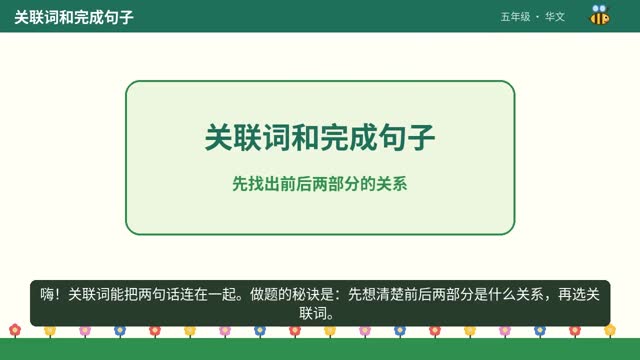 关联词和完成句子
五年级 · 华文
关联词和完成句子
先找出前后两部分的关系
嗨！关联词能把两句话连在一起。做题的秘诀是：先想清楚前后两部分是什么关系，再选关
联词。